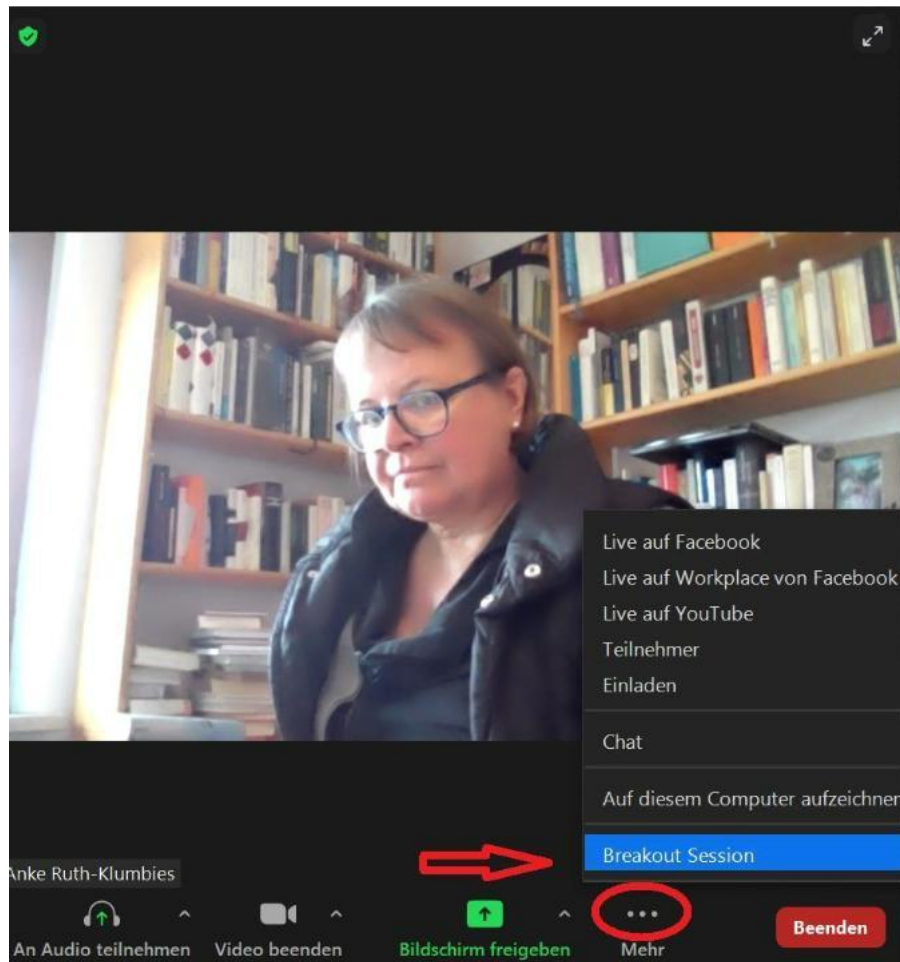 Live auf Facebook
Live auf Workplace von Facebook
Live auf YouTube
Teilnehmer
Einladen
Chat
Auf diesem Computer aufzeichnen
Breakout Session
Anke Ruth-Klumbies
An Audio teilnehmen
Video beenden
Bildschirm freigeben
Mehr
Beenden